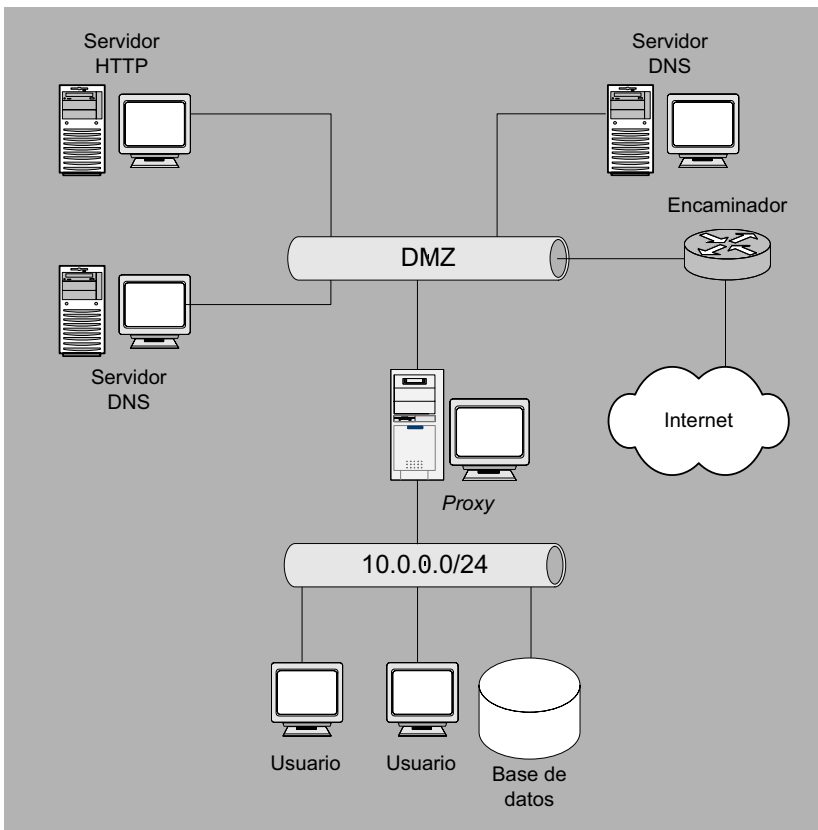 Servidor
HTTP
Servidor
DNS
Encaminador
DMZ
Servidor
DNS
Internet
Proxy
10.0.0.0/24
Usuario
Usuario
Base de
datos